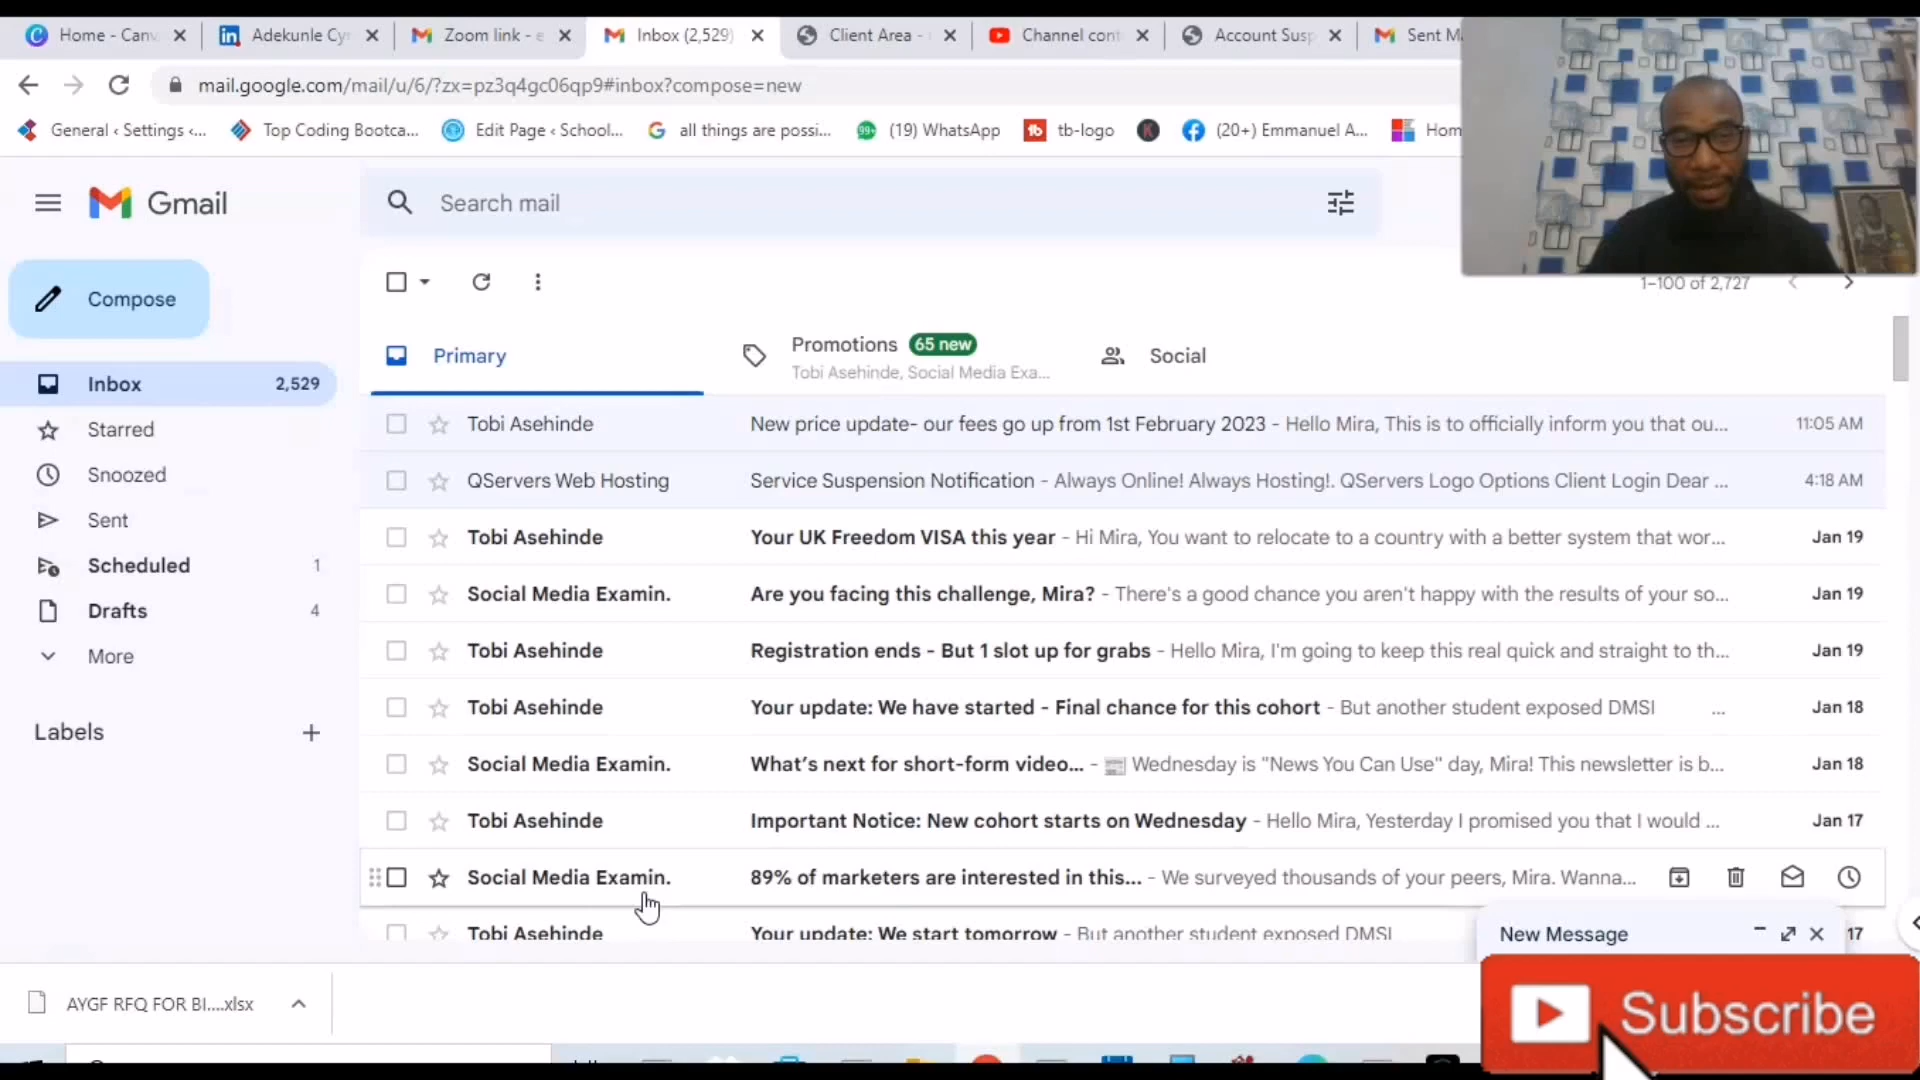 Home - Canv
Adekunle Cy
Zoom link - e
Inbox (2,529)
Client Area -
Channel cont
Account Susp
Sent M
mail.google.com/mail/u/6/?zx=pz3q4gc06qp9#inbox?compose=new
General ‹ Settings ‹...
Top Coding Bootca...
Edit Page ‹ School...
all things are possi...
99+
(19) WhatsApp
tb-logo
(20+) Emmanuel A...
Hom
Gmail
Search mail
Compose
1–100 of 2,727
Primary
Promotions 65 new
Tobi Asehinde, Social Media Exa...
Social
Inbox 2,529
Starred
Snoozed
Sent
Scheduled 1
Drafts 4
More
Labels
Tobi Asehinde New price update- our fees go up from 1st February 2023 - Hello Mira, This is to officially inform you that ou... 11:05 AM
QServers Web Hosting Service Suspension Notification - Always Online! Always Hosting!. QServers Logo Options Client Login Dear ... 4:18 AM
Tobi Asehinde Your UK Freedom VISA this year - Hi Mira, You want to relocate to a country with a better system that wor... Jan 19
Social Media Examin. Are you facing this challenge, Mira? - There's a good chance you aren't happy with the results of your so... Jan 19
Tobi Asehinde Registration ends - But 1 slot up for grabs - Hello Mira, I'm going to keep this real quick and straight to th... Jan 19
Tobi Asehinde Your update: We have started - Final chance for this cohort - But another student exposed DMSI ... Jan 18
Social Media Examin. What's next for short-form video... - 📰 Wednesday is "News You Can Use" day, Mira! This newsletter is b... Jan 18
Tobi Asehinde Important Notice: New cohort starts on Wednesday - Hello Mira, Yesterday I promised you that I would ... Jan 17
Social Media Examin. 89% of marketers are interested in this... - We surveyed thousands of your peers, Mira. Wanna...
Tobi Asehinde Your update: We start tomorrow - But another student exposed DMSI 17
New Message
AYGF RFQ FOR BI....xlsx
Subscribe